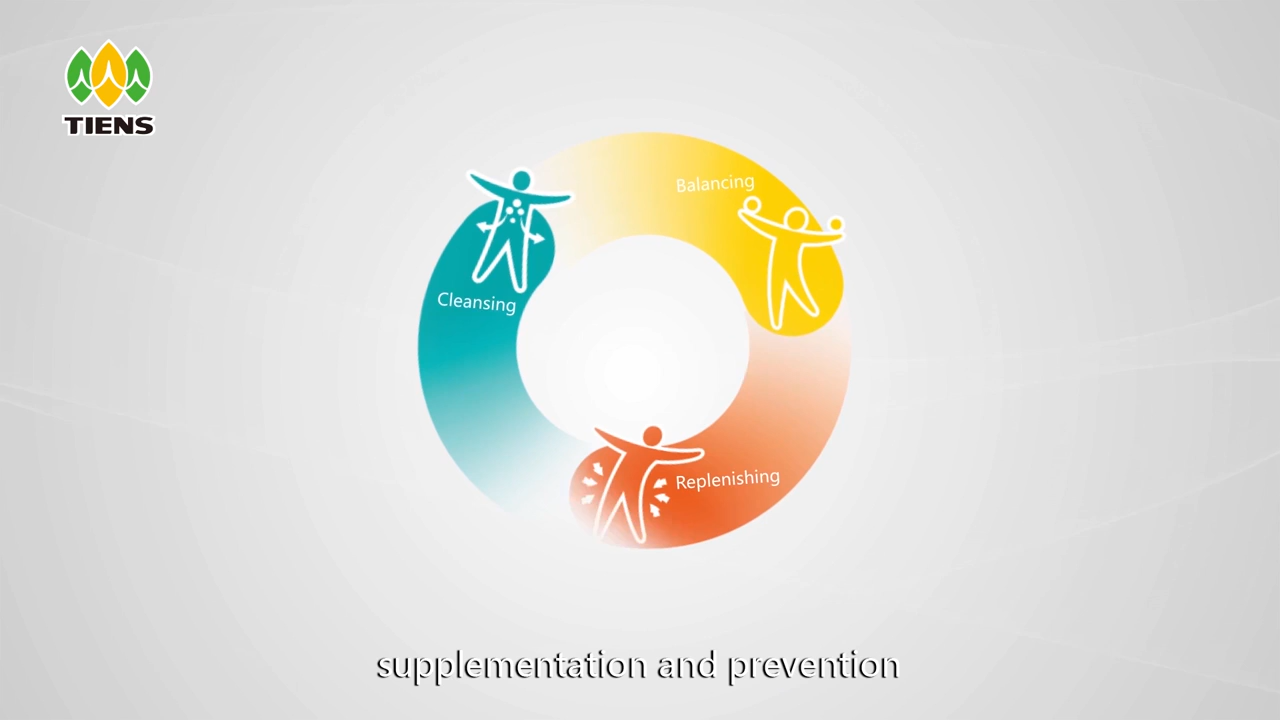 TIENS
Balancing
Cleansing
Replenishing
supplementation and prevention